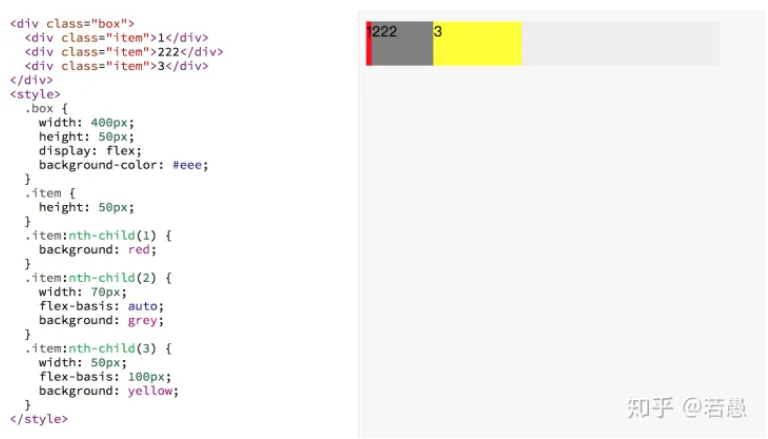 <div class="box">
  <div class="item">1</div>
  <div class="item">222</div>
  <div class="item">3</div>
</div>
<style>
  .box {
    width: 400px;
    height: 50px;
    display: flex;
    background-color: #eee;
  }
  .item {
    height: 50px;
  }
  .item:nth-child(1) {
    background: red;
  }
  .item:nth-child(2) {
    width: 70px;
    flex-basis: auto;
    background: grey;
  }
  .item:nth-child(3) {
    width: 50px;
    flex-basis: 100px;
    background: yellow;
  }
</style>
1222 3
知乎 @若愚